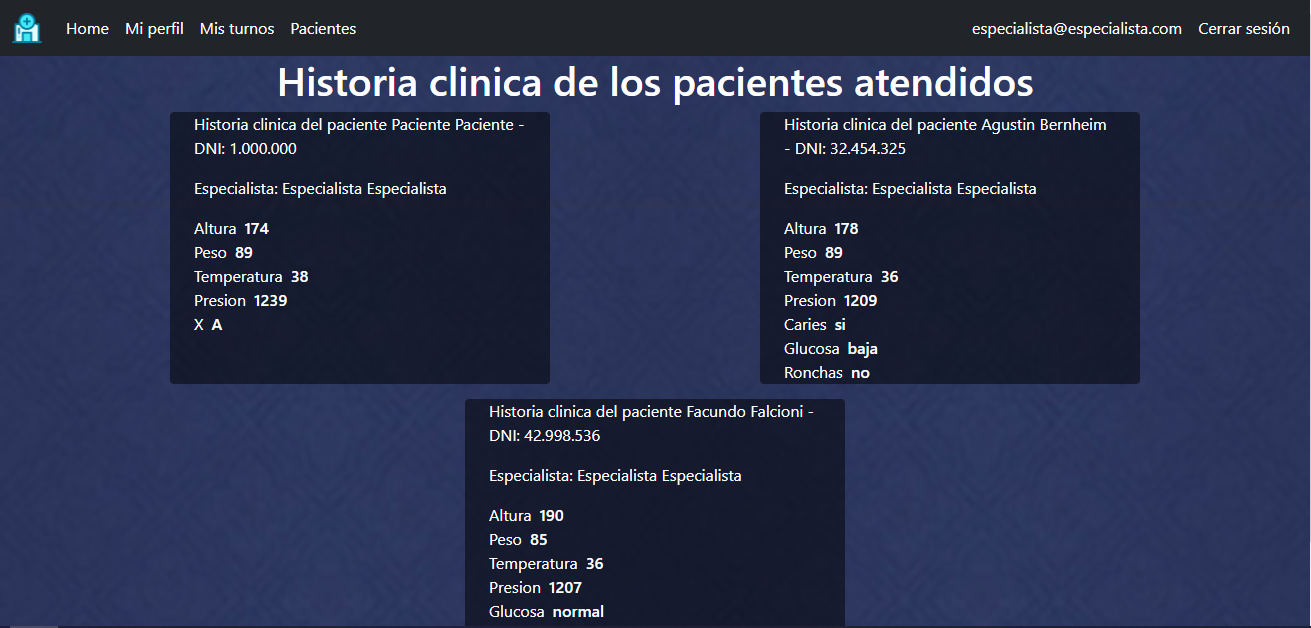 Home Mi perfil Mis turnos Pacientes especialista@especialista.com Cerrar sesión
Historia clinica de los pacientes atendidos
Historia clinica del paciente Paciente Paciente -
DNI: 1.000.000
Especialista: Especialista Especialista
Altura 174
Peso 89
Temperatura 38
Presion 1239
X A
Historia clinica del paciente Agustin Bernheim
- DNI: 32.454.325
Especialista: Especialista Especialista
Altura 178
Peso 89
Temperatura 36
Presion 1209
Caries si
Glucosa baja
Ronchas no
Historia clinica del paciente Facundo Falcioni -
DNI: 42.998.536
Especialista: Especialista Especialista
Altura 190
Peso 85
Temperatura 36
Presion 1207
Glucosa normal